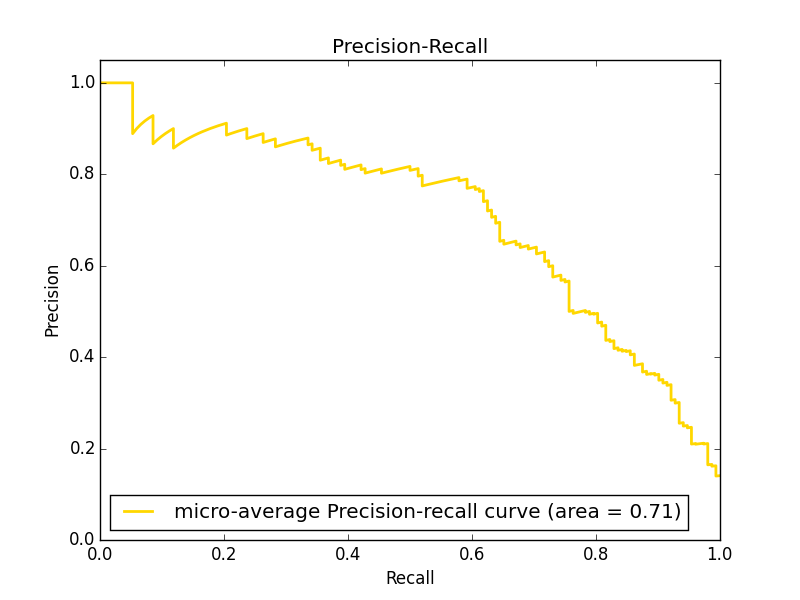 Precision-Recall
1.0
0.8
0.6
0.4
0.2
0.0
Precision
micro-average Precision-recall curve (area = 0.71)
0.0 0.2 0.4 0.6 0.8 1.0
Recall